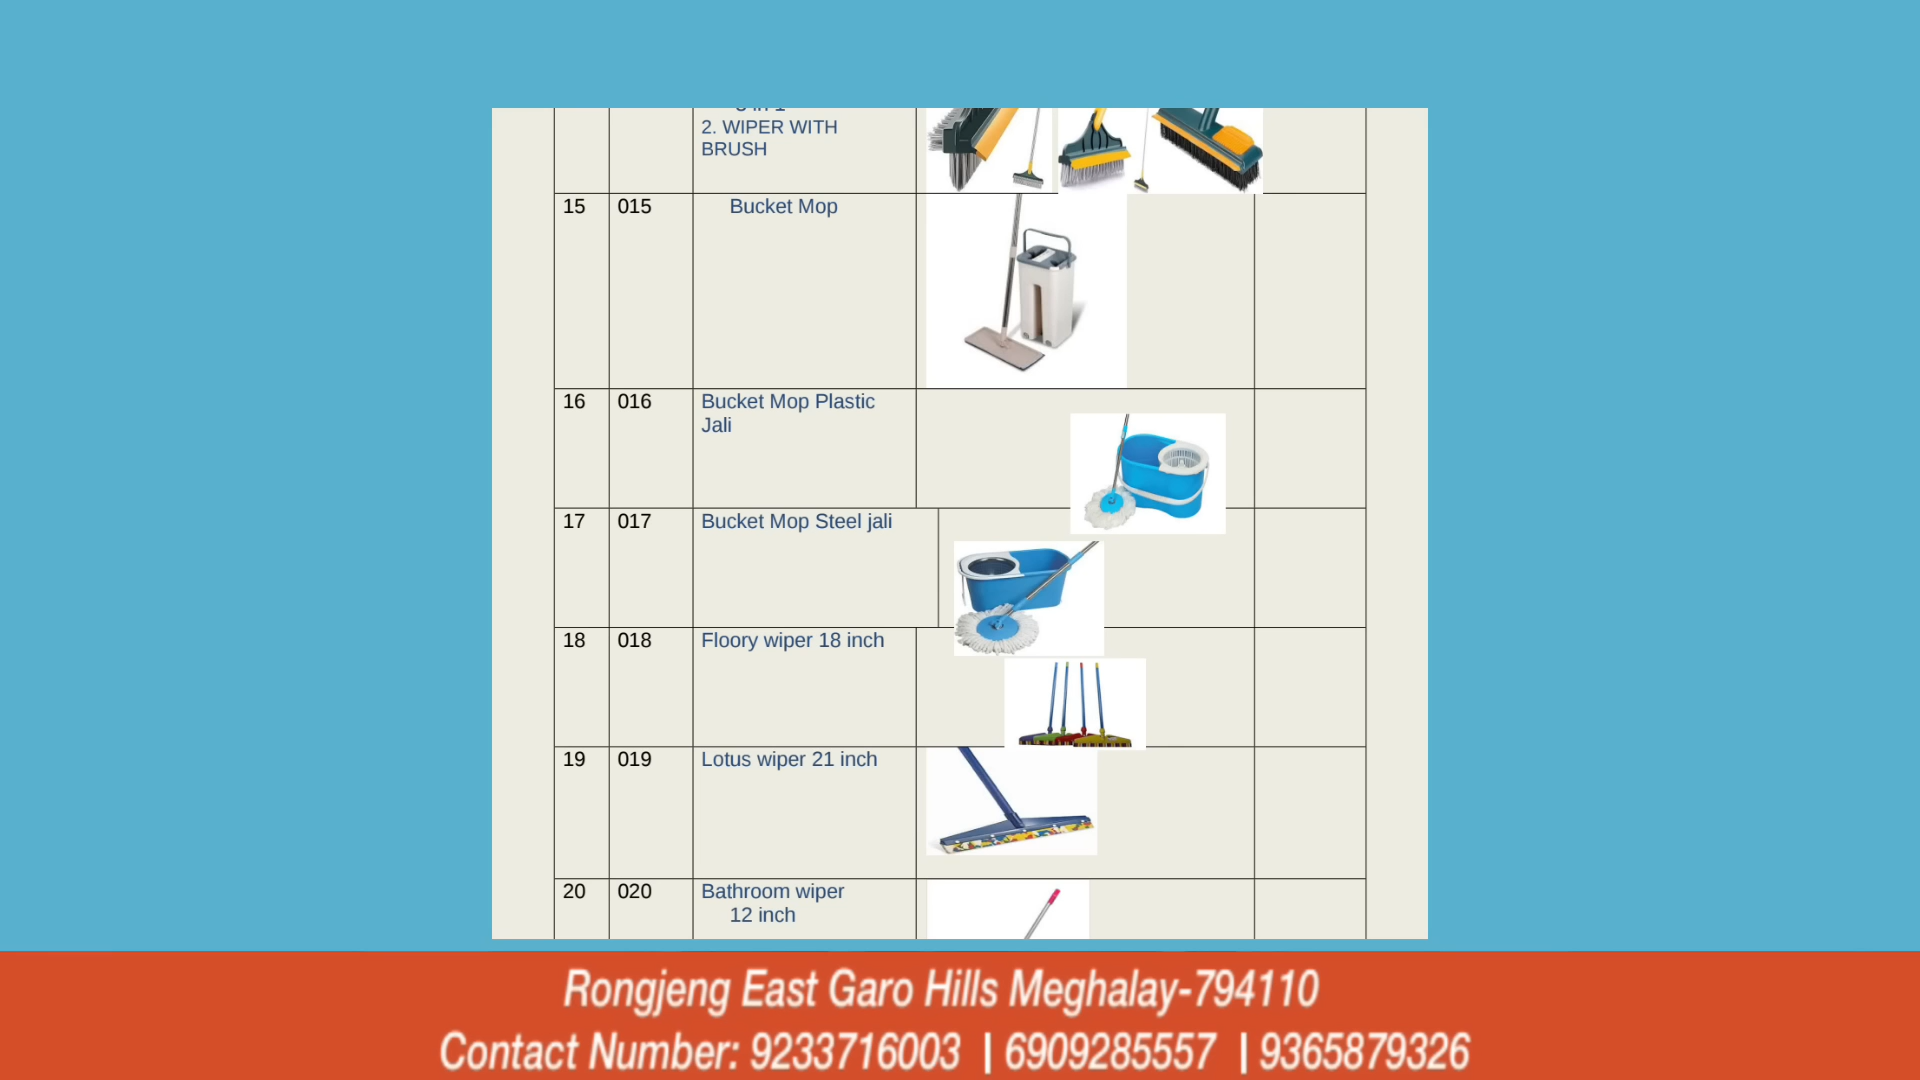 2. WIPER WITH
BRUSH
15 015 Bucket Mop
16 016 Bucket Mop Plastic
Jali
17 017 Bucket Mop Steel jali
18 018 Floory wiper 18 inch
19 019 Lotus wiper 21 inch
20 020 Bathroom wiper
12 inch
Rongjeng East Garo Hills Meghalay-794110
Contact Number: 9233716003 | 6909285557 | 9365879326